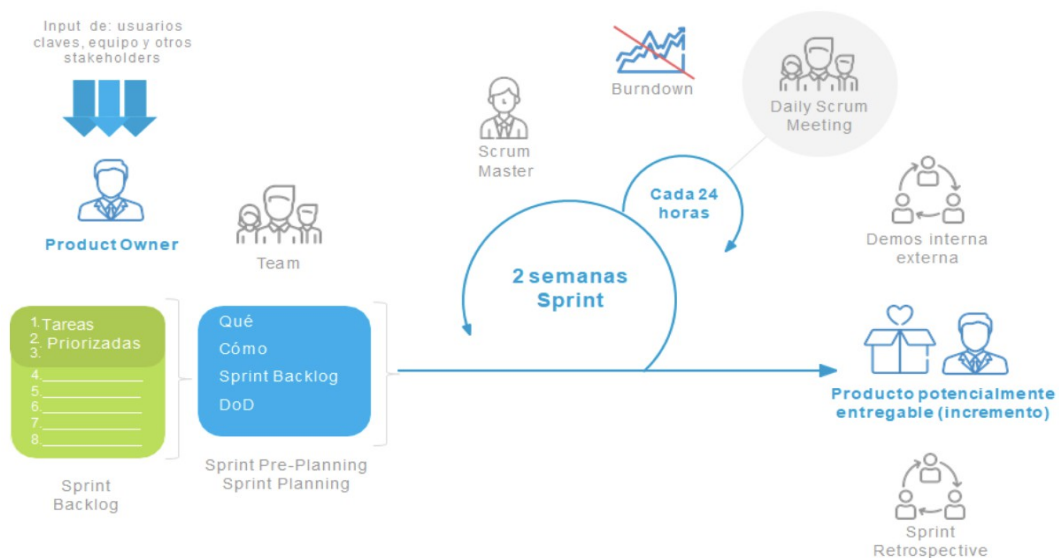 Input de: usuarios
claves, equipo y otros
stakeholders
Product Owner
Team
1. Tareas
2. Priorizadas
3.
4.
5.
6.
7.
8.
Sprint
Backlog
Qué
Cómo
Sprint Backlog
DoD
Sprint Pre-Planning
Sprint Planning
Scrum
Master
Burndown
Daily Scrum
Meeting
Cada 24
horas
2 semanas
Sprint
Demos interna
externa
Producto potencialmente
entregable (incremento)
Sprint
Retrospective